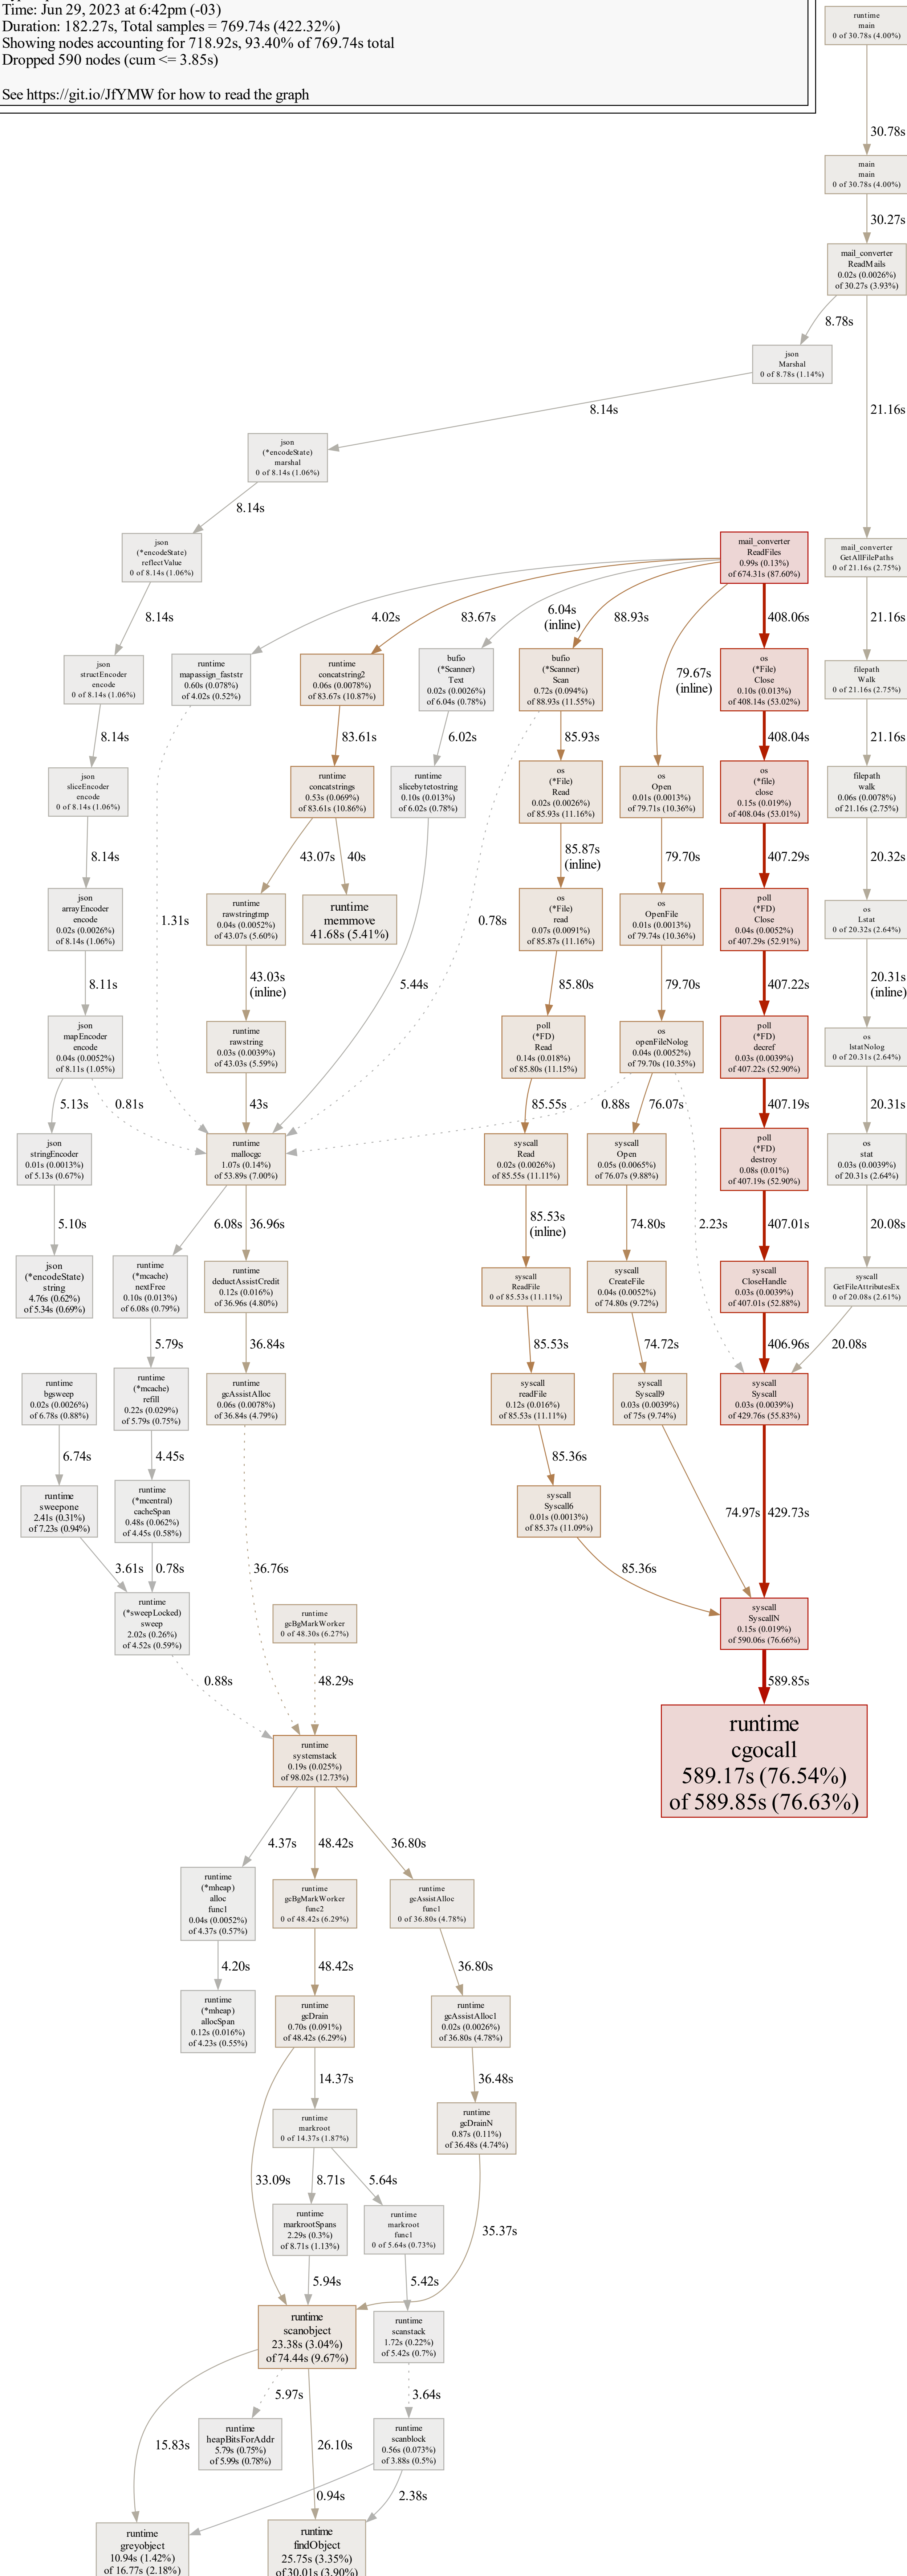 Time: Jun 29, 2023 at 6:42pm (-03)
Duration: 182.27s, Total samples = 769.74s (422.32%)
Showing nodes accounting for 718.92s, 93.40% of 769.74s total
Dropped 590 nodes (cum <= 3.85s)
See https://git.io/JfYMW for how to read the graph
runtime
main
0 of 30.78s (4.00%)
30.78s
main
main
0 of 30.78s (4.00%)
30.27s
mail_converter
ReadMails
0.02s (0.0026%)
of 30.27s (3.93%)
8.78s
json
Marshal
0 of 8.78s (1.14%)
8.14s
21.16s
json
(*encodeState)
marshal
0 of 8.14s (1.06%)
8.14s
json
(*encodeState)
reflectValue
0 of 8.14s (1.06%)
mail_converter
ReadFiles
0.99s (0.13%)
of 674.31s (87.60%)
mail_converter
GetAllFilePaths
0 of 21.16s (2.75%)
8.14s
4.02s
83.67s
6.04s
(inline)
88.93s
79.67s
(inline)
408.06s
21.16s
json
structEncoder
encode
0 of 8.14s (1.06%)
runtime
mapassign_faststr
0.60s (0.078%)
of 4.02s (0.52%)
runtime
concatstring2
0.06s (0.0078%)
of 83.67s (10.87%)
bufio
(*Scanner)
Text
0.02s (0.0026%)
of 6.04s (0.78%)
bufio
(*Scanner)
Scan
0.72s (0.094%)
of 88.93s (11.55%)
os
(*File)
Close
0.10s (0.013%)
of 408.14s (53.02%)
filepath
Walk
0 of 21.16s (2.75%)
8.14s
83.61s
6.02s
85.93s
408.04s
21.16s
json
sliceEncoder
encode
0 of 8.14s (1.06%)
runtime
concatstrings
0.53s (0.069%)
of 83.61s (10.86%)
runtime
slicebytetostring
0.10s (0.013%)
of 6.02s (0.78%)
os
(*File)
Read
0.02s (0.0026%)
of 85.93s (11.16%)
os
Open
0.01s (0.0013%)
of 79.71s (10.36%)
os
(*file)
close
0.15s (0.019%)
of 408.04s (53.01%)
filepath
walk
0.06s (0.0078%)
of 21.16s (2.75%)
8.14s
43.07s
40s
85.87s
(inline)
79.70s
407.29s
20.32s
json
arrayEncoder
encode
0.02s (0.0026%)
of 8.14s (1.06%)
1.31s
runtime
rawstringtmp
0.04s (0.0052%)
of 43.07s (5.60%)
runtime
memmove
41.68s (5.41%)
0.78s
os
(*File)
read
0.07s (0.0091%)
of 85.87s (11.16%)
os
OpenFile
0.01s (0.0013%)
of 79.74s (10.36%)
poll
(*FD)
Close
0.04s (0.0052%)
of 407.29s (52.91%)
os
Lstat
0 of 20.32s (2.64%)
8.11s
43.03s
(inline)
5.44s
85.80s
79.70s
407.22s
20.31s
(inline)
json
mapEncoder
encode
0.04s (0.0052%)
of 8.11s (1.05%)
runtime
rawstring
0.03s (0.0039%)
of 43.03s (5.59%)
poll
(*FD)
Read
0.14s (0.018%)
of 85.80s (11.15%)
os
openFileNolog
0.04s (0.0052%)
of 79.70s (10.35%)
poll
(*FD)
decref
0.03s (0.0039%)
of 407.22s (52.90%)
os
lstatNolog
0 of 20.31s (2.64%)
5.13s
0.81s
43s
85.55s
0.88s
76.07s
407.19s
20.31s
json
stringEncoder
0.01s (0.0013%)
of 5.13s (0.67%)
runtime
mallocgc
1.07s (0.14%)
of 53.89s (7.00%)
syscall
Read
0.02s (0.0026%)
of 85.55s (11.11%)
syscall
Open
0.05s (0.0065%)
of 76.07s (9.88%)
poll
(*FD)
destroy
0.08s (0.01%)
of 407.19s (52.90%)
os
stat
0.03s (0.0039%)
of 20.31s (2.64%)
5.10s
6.08s
36.96s
85.53s
(inline)
74.80s
2.23s
407.01s
20.08s
json
(*encodeState)
string
4.76s (0.62%)
of 5.34s (0.69%)
runtime
(*mcache)
nextFree
0.10s (0.013%)
of 6.08s (0.79%)
runtime
deductAssistCredit
0.12s (0.016%)
of 36.96s (4.80%)
syscall
ReadFile
0 of 85.53s (11.11%)
syscall
CreateFile
0.04s (0.0052%)
of 74.80s (9.72%)
syscall
CloseHandle
0.03s (0.0039%)
of 407.01s (52.88%)
syscall
GetFileAttributesEx
0 of 20.08s (2.61%)
5.79s
36.84s
85.53s
74.72s
406.96s
20.08s
runtime
bgsweep
0.02s (0.0026%)
of 6.78s (0.88%)
runtime
(*mcache)
refill
0.22s (0.029%)
of 5.79s (0.75%)
runtime
gcAssistAlloc
0.06s (0.0078%)
of 36.84s (4.79%)
syscall
readFile
0.12s (0.016%)
of 85.53s (11.11%)
syscall
Syscall9
0.03s (0.0039%)
of 75s (9.74%)
syscall
Syscall
0.03s (0.0039%)
of 429.76s (55.83%)
6.74s
4.45s
85.36s
runtime
sweepone
2.41s (0.31%)
of 7.23s (0.94%)
runtime
(*mcentral)
cacheSpan
0.48s (0.062%)
of 4.45s (0.58%)
syscall
Syscall6
0.01s (0.0013%)
of 85.37s (11.09%)
74.97s
429.73s
3.61s
0.78s
36.76s
85.36s
runtime
(*sweepLocked)
sweep
2.02s (0.26%)
of 4.52s (0.59%)
runtime
gcBgMarkWorker
0 of 48.30s (6.27%)
syscall
SyscallN
0.15s (0.019%)
of 590.06s (76.66%)
0.88s
48.29s
589.85s
runtime
systemstack
0.19s (0.025%)
of 98.02s (12.73%)
runtime
cgocall
589.17s (76.54%)
of 589.85s (76.63%)
4.37s
48.42s
36.80s
runtime
(*mheap)
alloc
func1
0.04s (0.0052%)
of 4.37s (0.57%)
runtime
gcBgMarkWorker
func2
0 of 48.42s (6.29%)
runtime
gcAssistAlloc
func1
0 of 36.80s (4.78%)
4.20s
48.42s
36.80s
runtime
(*mheap)
allocSpan
0.12s (0.016%)
of 4.23s (0.55%)
runtime
gcDrain
0.70s (0.091%)
of 48.42s (6.29%)
runtime
gcAssistAlloc1
0.02s (0.0026%)
of 36.80s (4.78%)
14.37s
36.48s
runtime
markroot
0 of 14.37s (1.87%)
runtime
gcDrainN
0.87s (0.11%)
of 36.48s (4.74%)
33.09s
8.71s
5.64s
runtime
markrootSpans
2.29s (0.3%)
of 8.71s (1.13%)
runtime
markroot
func1
0 of 5.64s (0.73%)
35.37s
5.94s
5.42s
runtime
scanobject
23.38s (3.04%)
of 74.44s (9.67%)
runtime
scanstack
1.72s (0.22%)
of 5.42s (0.7%)
5.97s
3.64s
15.83s
runtime
heapBitsForAddr
5.79s (0.75%)
of 5.99s (0.78%)
26.10s
runtime
scanblock
0.56s (0.073%)
of 3.88s (0.5%)
0.94s
2.38s
runtime
greyobject
10.94s (1.42%)
of 16.77s (2.18%)
runtime
findObject
25.75s (3.35%)
of 30.01s (3.90%)